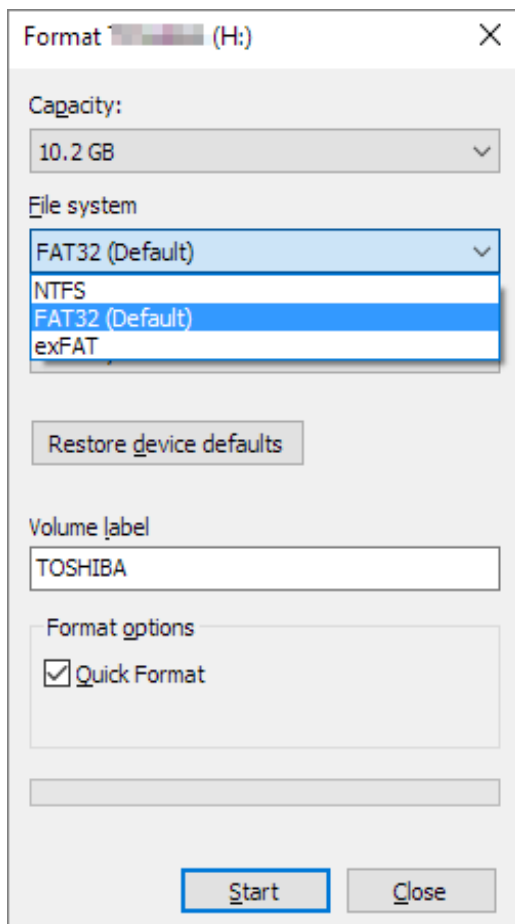 Format (H:)
Capacity:
10.2 GB
File system
FAT32 (Default)
NTFS
FAT32 (Default)
exFAT
Restore device defaults
Volume label
TOSHIBA
Format options
Quick Format
Start Close